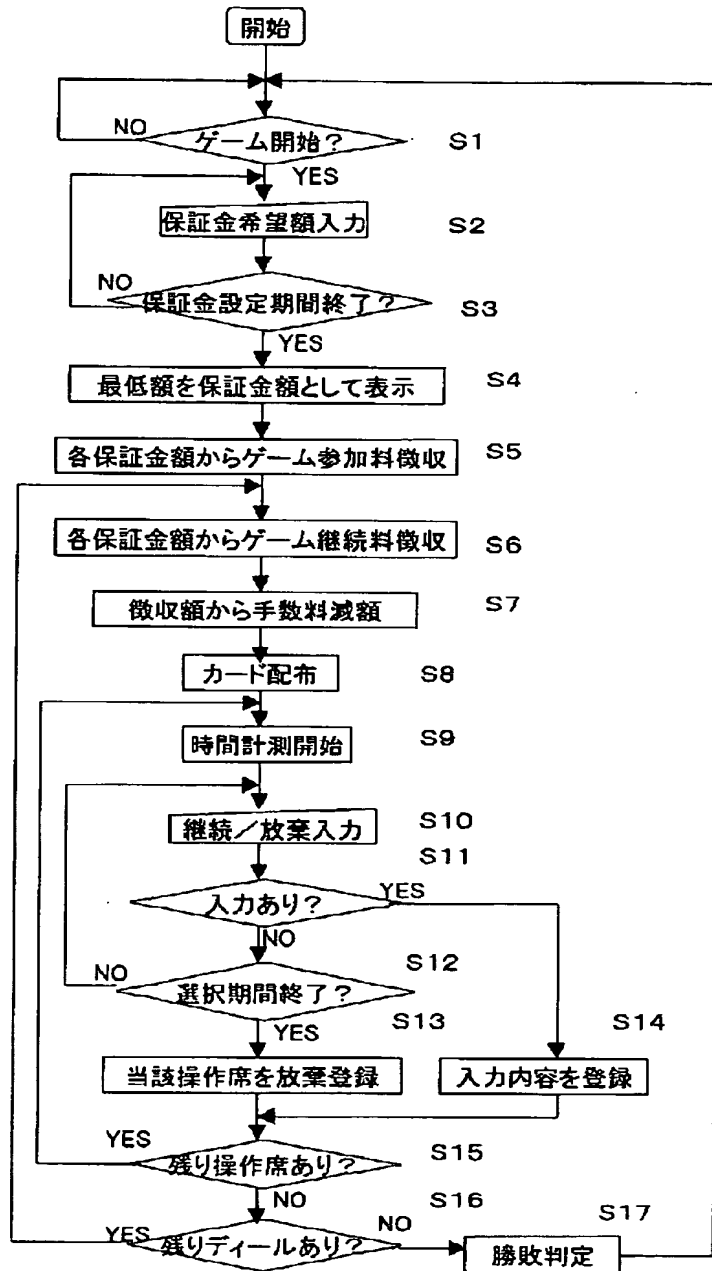 開始
NO
ゲーム開始?
S1
YES
保証金希望額入力
S2
NO
保証金設定期間終了?
S3
YES
最低額を保証金額として表示
S4
各保証金額からゲーム参加料徴収
S5
各保証金額からゲーム継続料徴収
S6
徴収額から手数料減額
S7
カード配布
S8
時間計測開始
S9
継続/放棄入力
S10
S11
入力あり?
YES
NO
S12
NO
選択期間終了?
YES
S13
S14
当該操作席を放棄登録
入力内容を登録
YES
残り操作席あり?
S15
NO
S16
YES
残りディールあり?
NO
S17
勝敗判定